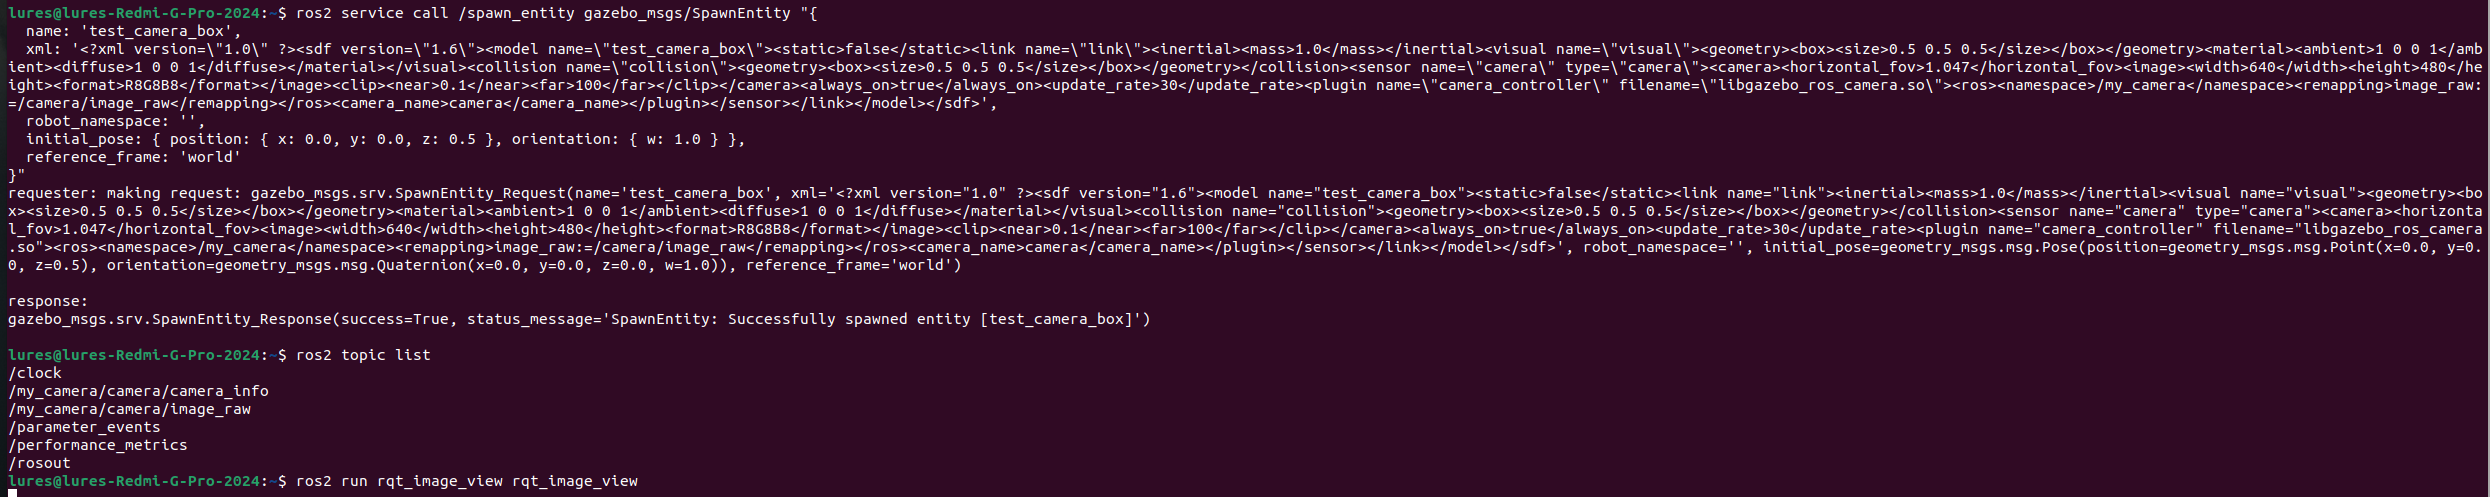 lures@lures-Redmi-G-Pro-2024:~$ ros2 service call /spawn_entity gazebo_msgs/SpawnEntity "{
  name: 'test_camera_box',
  xml: '<?xml version=\"1.0\" ?><sdf version=\"1.6\"><model name=\"test_camera_box\"><static>false</static><link name=\"link\"><inertial><mass>1.0</mass></inertial><visual name=\"visual\"><geometry><box><size>0.5 0.5 0.5</size></box></geometry><material><ambient>1 0 0 1</amb
ient><diffuse>1 0 0 1</diffuse></material></visual><collision name=\"collision\"><geometry><box><size>0.5 0.5 0.5</size></box></geometry></collision><sensor name=\"camera\" type=\"camera\"><camera><horizontal_fov>1.047</horizontal_fov><image><width>640</width><height>480</he
ight><format>R8G8B8</format></image><clip><near>0.1</near><far>100</far></clip></camera><always_on>true</always_on><update_rate>30</update_rate><plugin name=\"camera_controller\" filename=\"libgazebo_ros_camera.so\"><ros><namespace>/my_camera</namespace><remapping>image_raw:
=/camera/image_raw</remapping></ros><camera_name>camera</camera_name></plugin></sensor></link></model></sdf>',
  robot_namespace: '',
  initial_pose: { position: { x: 0.0, y: 0.0, z: 0.5 }, orientation: { w: 1.0 } },
  reference_frame: 'world'
}"
requester: making request: gazebo_msgs.srv.SpawnEntity_Request(name='test_camera_box', xml='<?xml version="1.0" ?><sdf version="1.6"><model name="test_camera_box"><static>false</static><link name="link"><inertial><mass>1.0</mass></inertial><visual name="visual"><geometry><bo
x><size>0.5 0.5 0.5</size></box></geometry><material><ambient>1 0 0 1</ambient><diffuse>1 0 0 1</diffuse></material></visual><collision name="collision"><geometry><box><size>0.5 0.5 0.5</size></box></geometry></collision><sensor name="camera" type="camera"><camera><horizonta
l_fov>1.047</horizontal_fov><image><width>640</width><height>480</height><format>R8G8B8</format></image><clip><near>0.1</near><far>100</far></clip></camera><always_on>true</always_on><update_rate>30</update_rate><plugin name="camera_controller" filename="libgazebo_ros_camera
.so"><ros><namespace>/my_camera</namespace><remapping>image_raw:=/camera/image_raw</remapping></ros><camera_name>camera</camera_name></plugin></sensor></link></model></sdf>', robot_namespace='', initial_pose=geometry_msgs.msg.Pose(position=geometry_msgs.msg.Point(x=0.0, y=0.
0, z=0.5), orientation=geometry_msgs.msg.Quaternion(x=0.0, y=0.0, z=0.0, w=1.0)), reference_frame='world')

response:
gazebo_msgs.srv.SpawnEntity_Response(success=True, status_message='SpawnEntity: Successfully spawned entity [test_camera_box]')

lures@lures-Redmi-G-Pro-2024:~$ ros2 topic list
/clock
/my_camera/camera/camera_info
/my_camera/camera/image_raw
/parameter_events
/performance_metrics
/rosout
lures@lures-Redmi-G-Pro-2024:~$ ros2 run rqt_image_view rqt_image_view